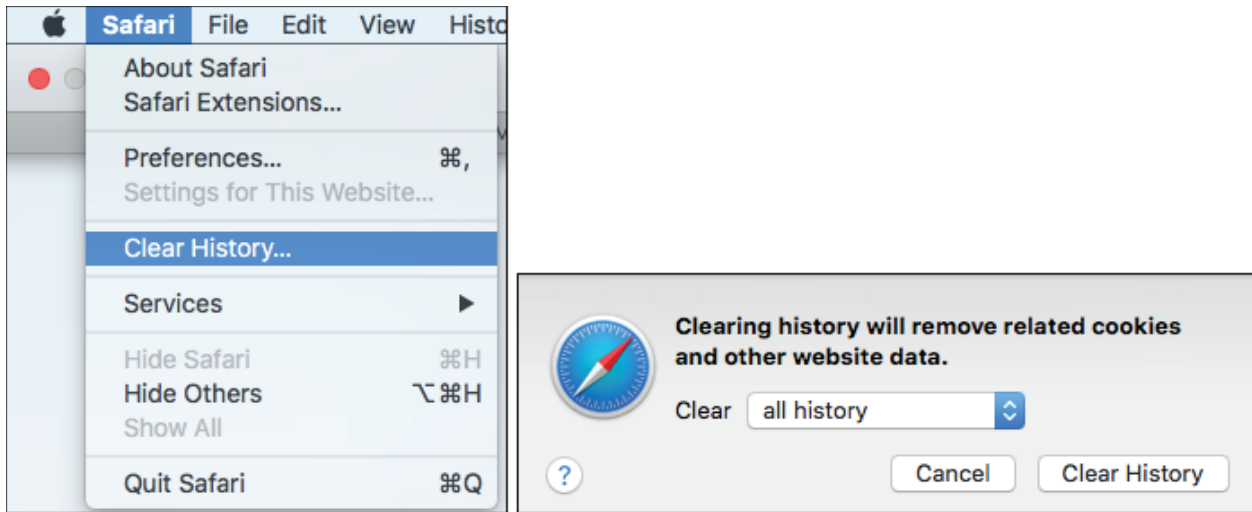 Safari File Edit View Histo
About Safari
Safari Extensions...
Preferences... ⌘,
Settings for This Website...
Clear History...
Services ▶
Hide Safari ⌘H
Hide Others ⌥⌘H
Show All
Quit Safari ⌘Q
Clearing history will remove related cookies
and other website data.
Clear all history
? Cancel Clear History